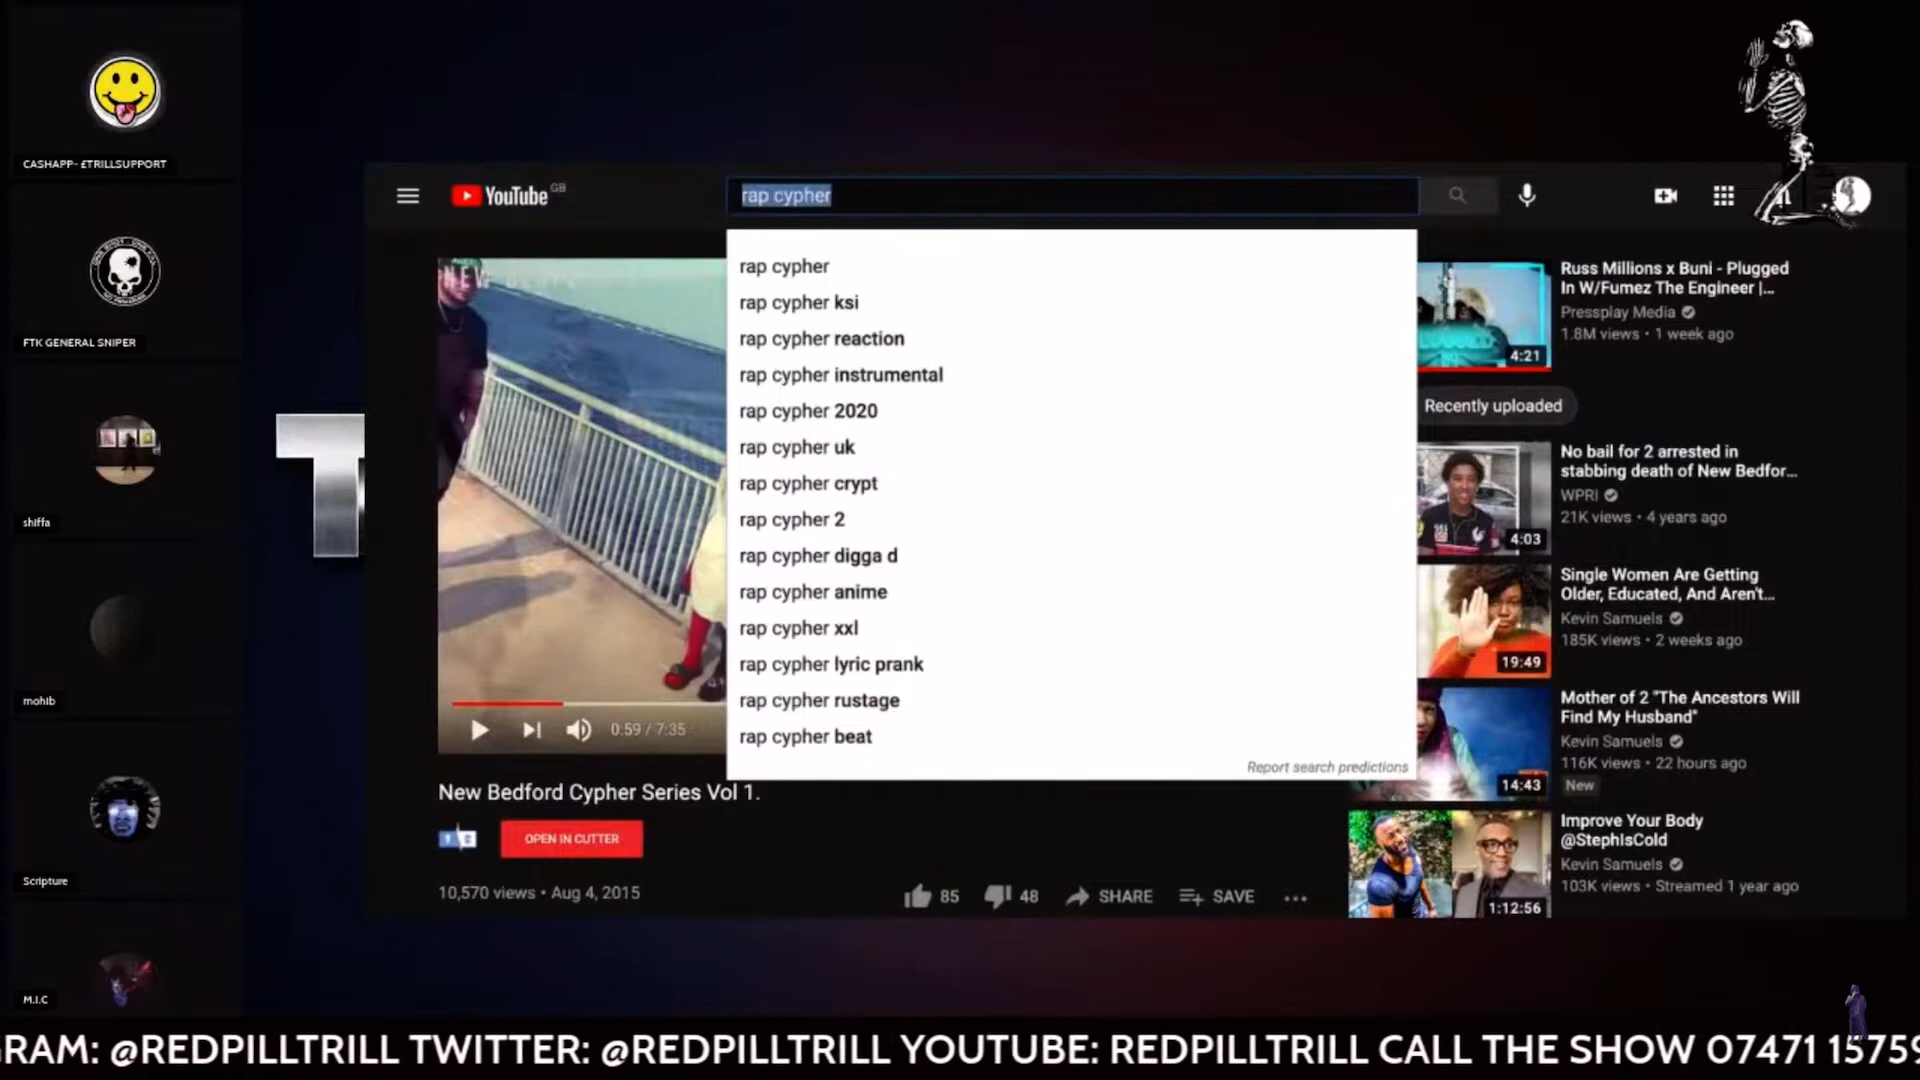 CASHAPP- £TRILLSUPPORT
FTK GENERAL SNIPER
shiffa
mohib
Scripture
M.I.C
T
YouTube GB
rap cypher
rap cypher
rap cypher ksi
rap cypher reaction
rap cypher instrumental
rap cypher 2020
rap cypher uk
rap cypher crypt
rap cypher 2
rap cypher digga d
rap cypher anime
rap cypher xxl
rap cypher lyric prank
rap cypher rustage
rap cypher beat
Report search predictions
0:59 / 7:35
New Bedford Cypher Series Vol 1.
OPEN IN CUTTER
10,570 views • Aug 4, 2015
85
48
SHARE
SAVE
Russ Millions x Buni - Plugged
In W/Fumez The Engineer |...
Pressplay Media
1.8M views • 1 week ago
4:21
Recently uploaded
No bail for 2 arrested in
stabbing death of New Bedfor...
WPRI
21K views • 4 years ago
4:03
Single Women Are Getting
Older, Educated, And Aren't...
Kevin Samuels
185K views • 2 weeks ago
19:49
Mother of 2 "The Ancestors Will
Find My Husband"
Kevin Samuels
116K views • 22 hours ago
New
14:43
Improve Your Body
@StephIsCold
Kevin Samuels
103K views • Streamed 1 year ago
1:12:56
GRAM: @REDPILLTRILL TWITTER: @REDPILLTRILL YOUTUBE: REDPILLTRILL CALL THE SHOW 07471 15759